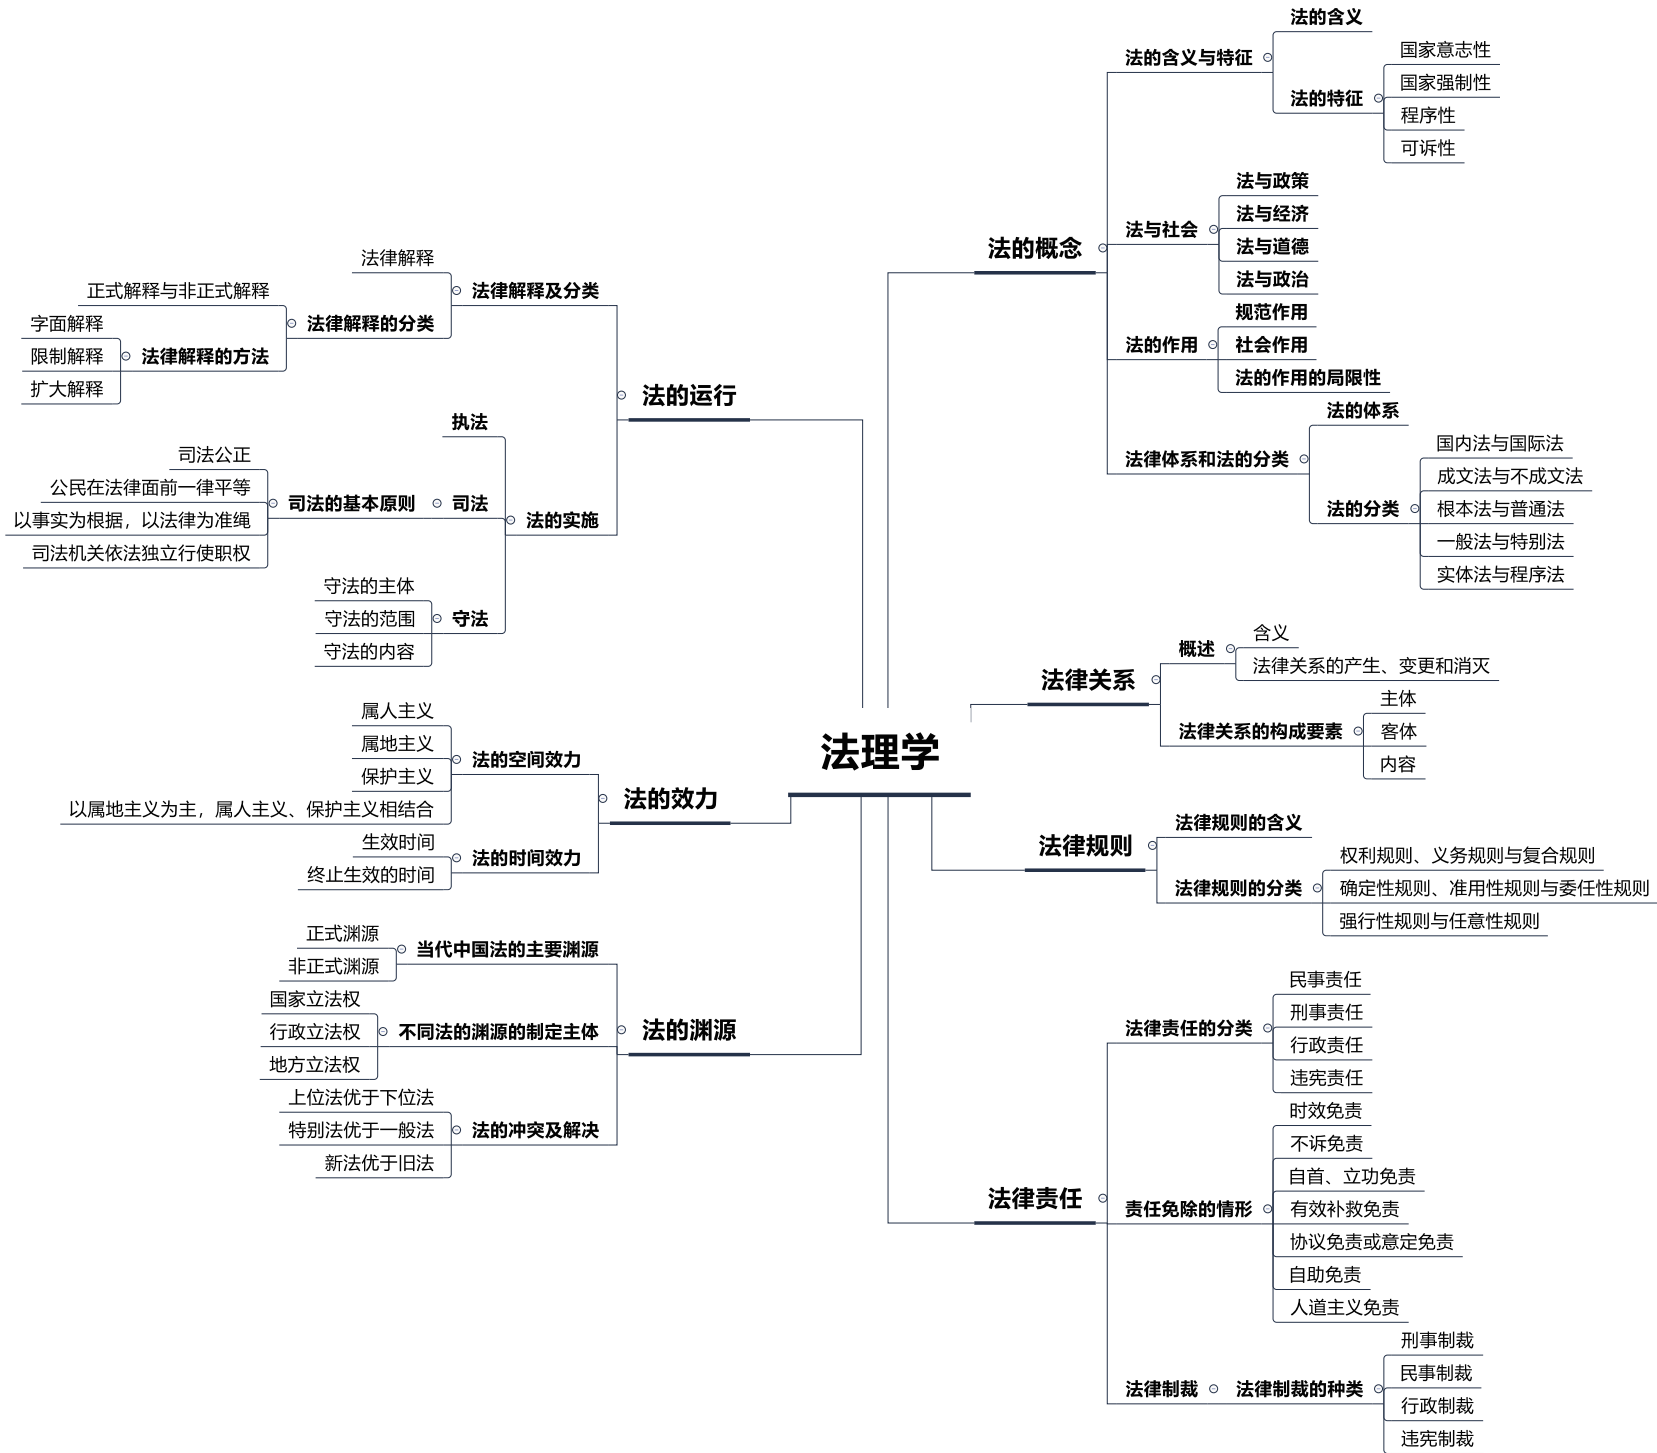 法理学
法的概念
法的含义与特征
法的含义
法的特征
国家意志性
国家强制性
程序性
可诉性
法与社会
法与政策
法与经济
法与道德
法与政治
法的作用
规范作用
社会作用
法的作用的局限性
法律体系和法的分类
法的体系
法的分类
国内法与国际法
成文法与不成文法
根本法与普通法
一般法与特别法
实体法与程序法
法律关系
概述
含义
法律关系的产生、变更和消灭
法律关系的构成要素
主体
客体
内容
法律规则
法律规则的含义
法律规则的分类
权利规则、义务规则与复合规则
确定性规则、准用性规则与委任性规则
强行性规则与任意性规则
法律责任
法律责任的分类
民事责任
刑事责任
行政责任
违宪责任
责任免除的情形
时效免责
不诉免责
自首、立功免责
有效补救免责
协议免责或意定免责
自助免责
人道主义免责
法律制裁
法律制裁的种类
刑事制裁
民事制裁
行政制裁
违宪制裁
法的运行
法律解释及分类
法律解释
法律解释的分类
正式解释与非正式解释
法律解释的方法
字面解释
限制解释
扩大解释
法的实施
执法
司法
司法的基本原则
司法公正
公民在法律面前一律平等
以事实为根据，以法律为准绳
司法机关依法独立行使职权
守法
守法的主体
守法的范围
守法的内容
法的效力
法的空间效力
属人主义
属地主义
保护主义
以属地主义为主，属人主义、保护主义相结合
法的时间效力
生效时间
终止生效的时间
法的渊源
当代中国法的主要渊源
正式渊源
非正式渊源
不同法的渊源的制定主体
国家立法权
行政立法权
地方立法权
法的冲突及解决
上位法优于下位法
特别法优于一般法
新法优于旧法